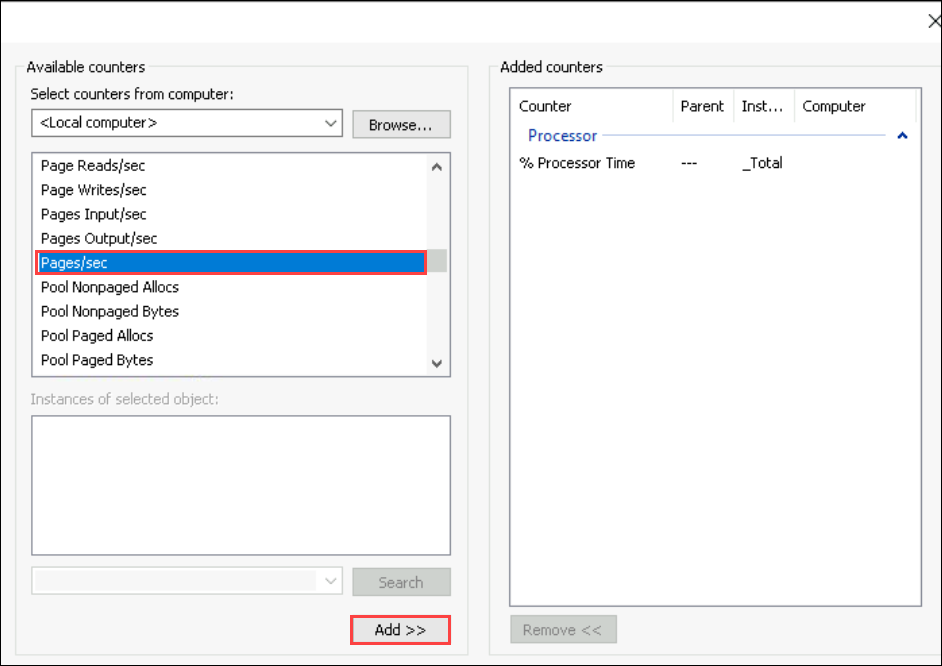 Available counters
Select counters from computer:
<Local computer>
Browse...
Page Reads/sec
Page Writes/sec
Pages Input/sec
Pages Output/sec
Pages/sec
Pool Nonpaged Allocs
Pool Nonpaged Bytes
Pool Paged Allocs
Pool Paged Bytes
Instances of selected object:
Search
Add >>
Added counters
Counter Parent Inst... Computer
Processor
% Processor Time --- _Total
Remove <<